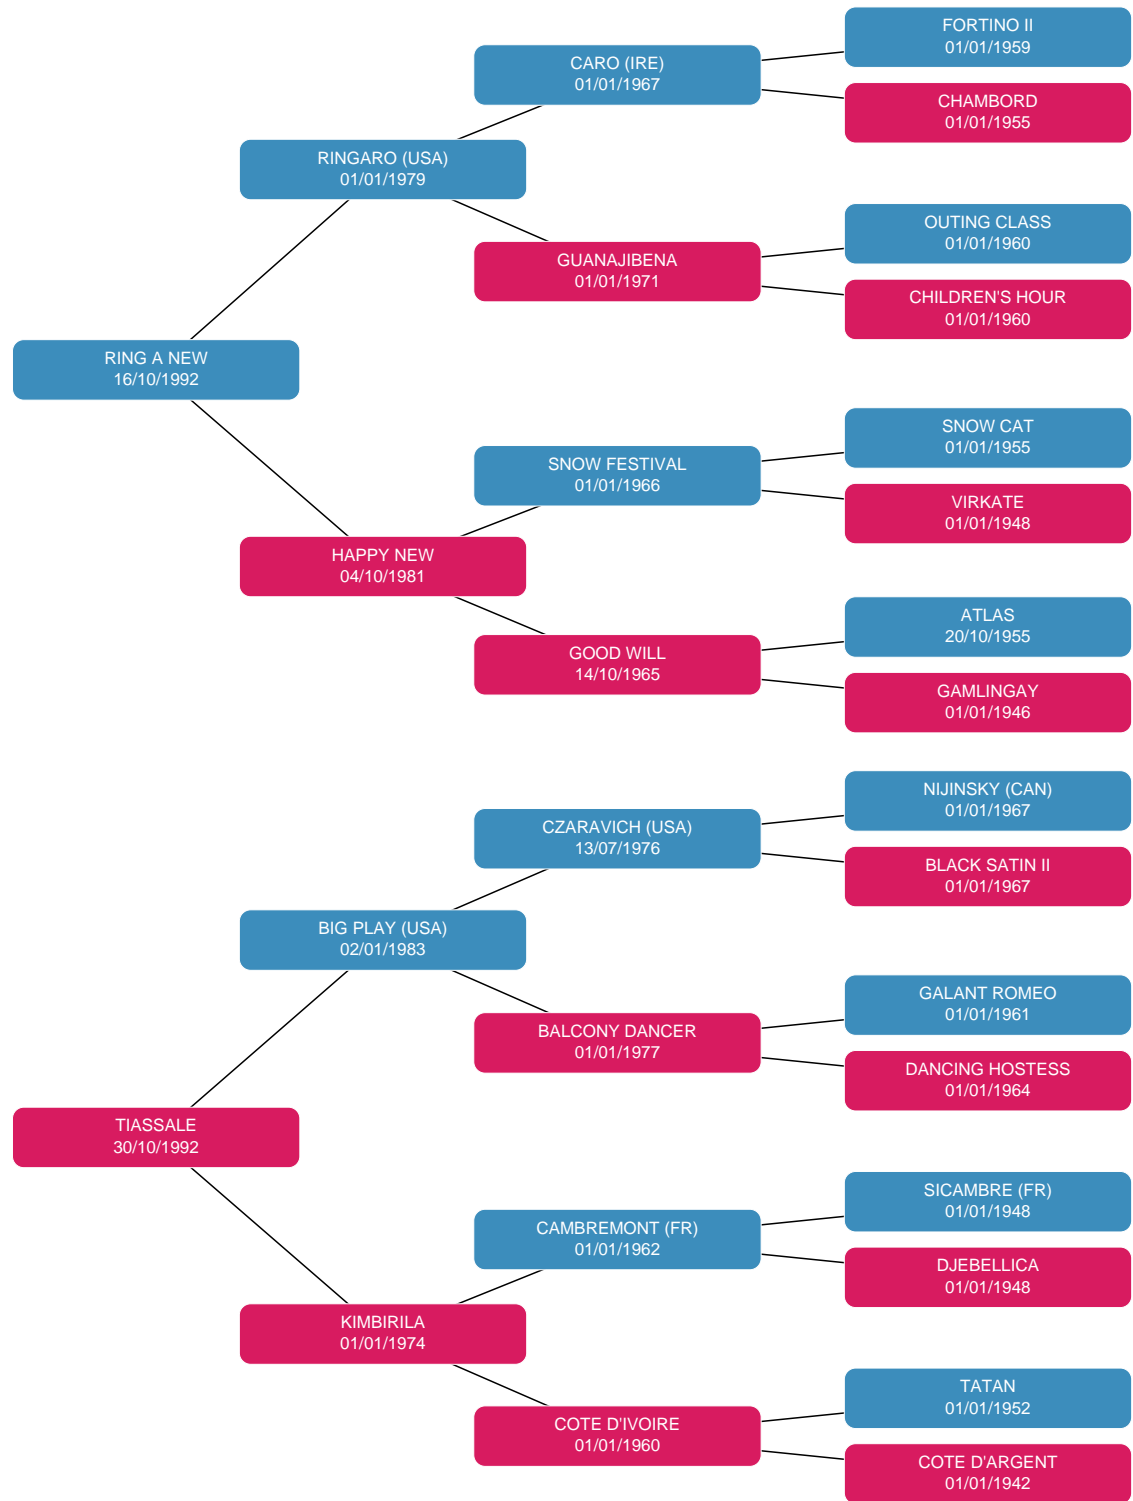 FORTINO II
01/01/1959
CARO (IRE)
01/01/1967
CHAMBORD
01/01/1955
RINGARO (USA)
01/01/1979
OUTING CLASS
01/01/1960
GUANAJIBENA
01/01/1971
CHILDREN'S HOUR
01/01/1960
RING A NEW
16/10/1992
SNOW CAT
01/01/1955
SNOW FESTIVAL
01/01/1966
VIRKATE
01/01/1948
HAPPY NEW
04/10/1981
ATLAS
20/10/1955
GOOD WILL
14/10/1965
GAMLINGAY
01/01/1946
NIJINSKY (CAN)
01/01/1967
CZARAVICH (USA)
13/07/1976
BLACK SATIN II
01/01/1967
BIG PLAY (USA)
02/01/1983
GALANT ROMEO
01/01/1961
BALCONY DANCER
01/01/1977
DANCING HOSTESS
01/01/1964
TIASSALE
30/10/1992
SICAMBRE (FR)
01/01/1948
CAMBREMONT (FR)
01/01/1962
DJEBELLICA
01/01/1948
KIMBIRILA
01/01/1974
TATAN
01/01/1952
COTE D'IVOIRE
01/01/1960
COTE D'ARGENT
01/01/1942